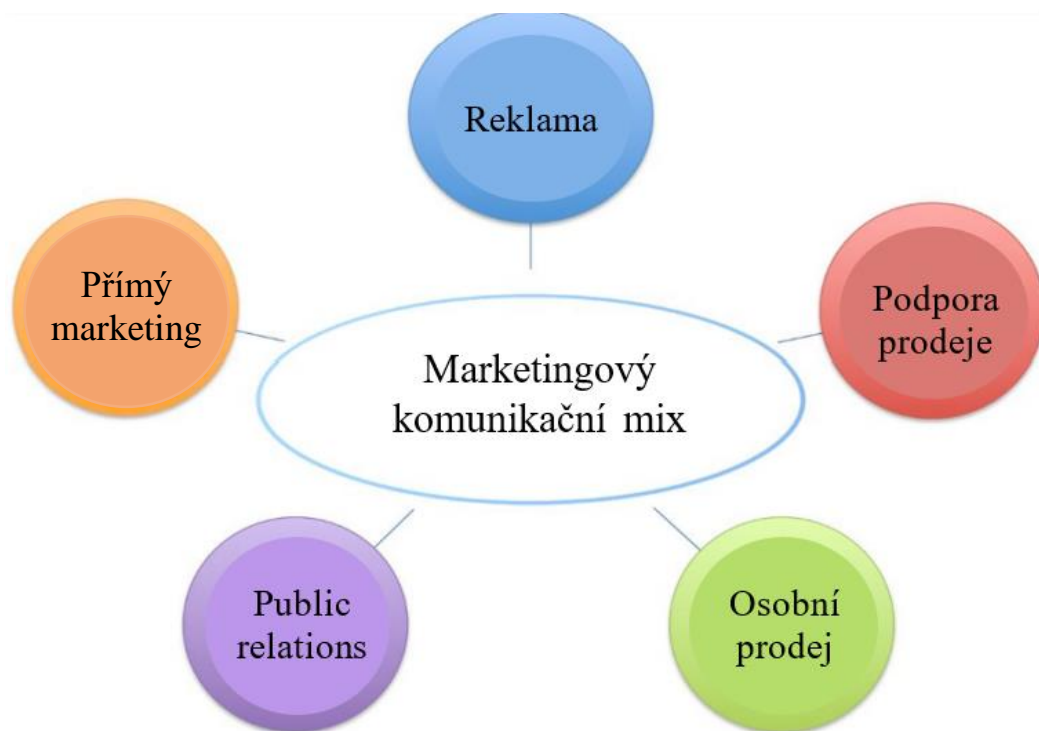 Reklama
Přímý
marketing
Podpora
prodeje
Marketingový
komunikační mix
Public
relations
Osobní
prodej